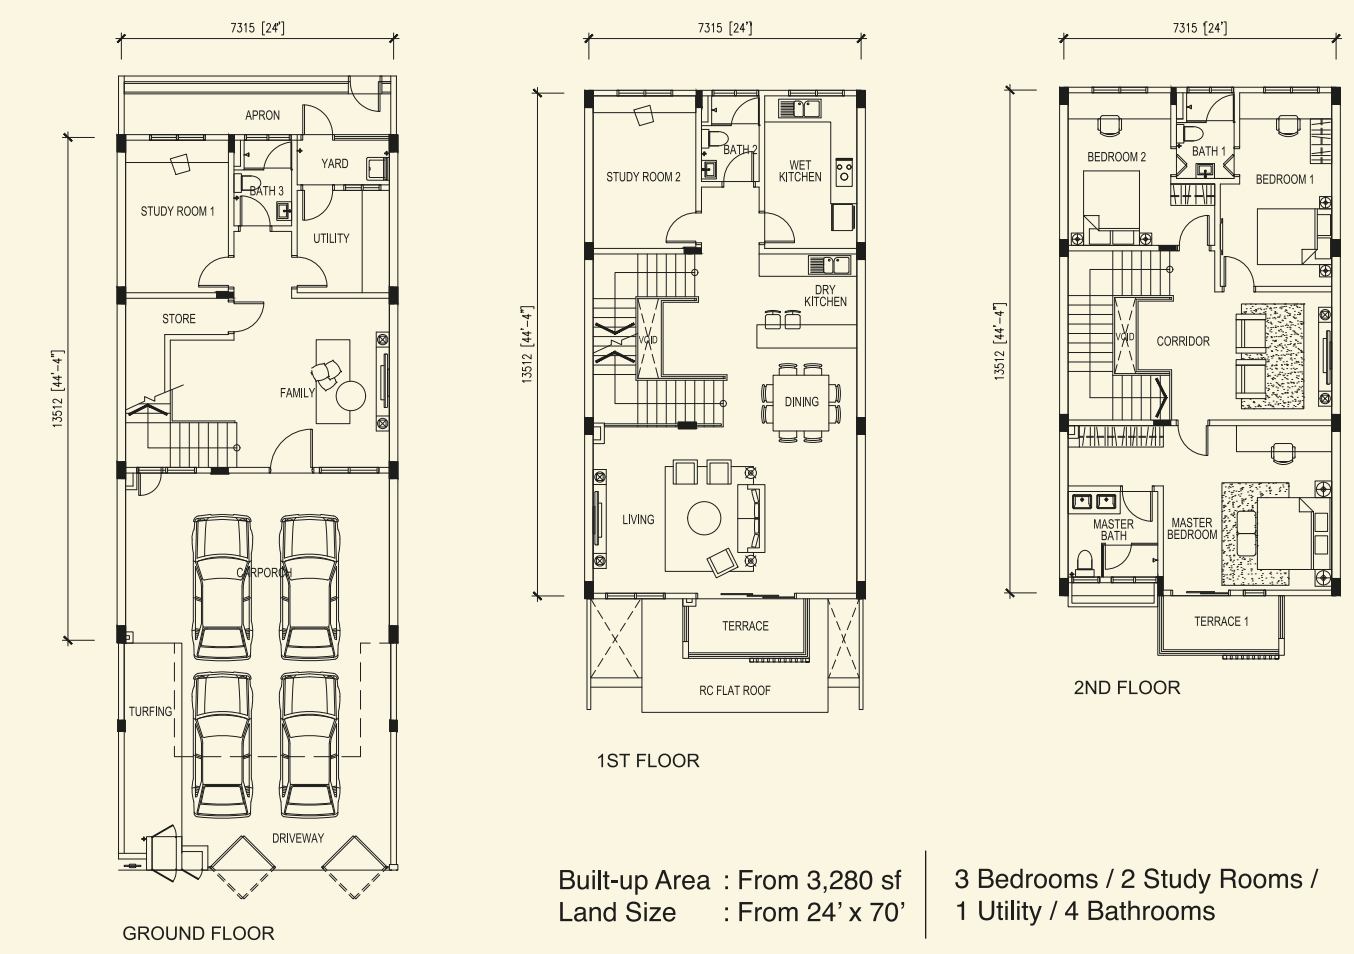 7315 [24']
APRON
YARD
BATH 3
STUDY ROOM 1
UTILITY
STORE
FAMILY
13512 [44'-4"]
CARPORCH
TURFING
DRIVEWAY
GROUND FLOOR
7315 [24']
BATH 2
WET
KITCHEN
STUDY ROOM 2
DRY
KITCHEN
VOID
13512 [44'-4"]
DINING
LIVING
TERRACE
RC FLAT ROOF
1ST FLOOR
7315 [24']
BEDROOM 2
BATH 1
BEDROOM 1
VOID
CORRIDOR
13512 [44'-4"]
MASTER
BATH
MASTER
BEDROOM
TERRACE 1
2ND FLOOR
Built-up Area : From 3,280 sf
Land Size : From 24' x 70'
3 Bedrooms / 2 Study Rooms /
1 Utility / 4 Bathrooms